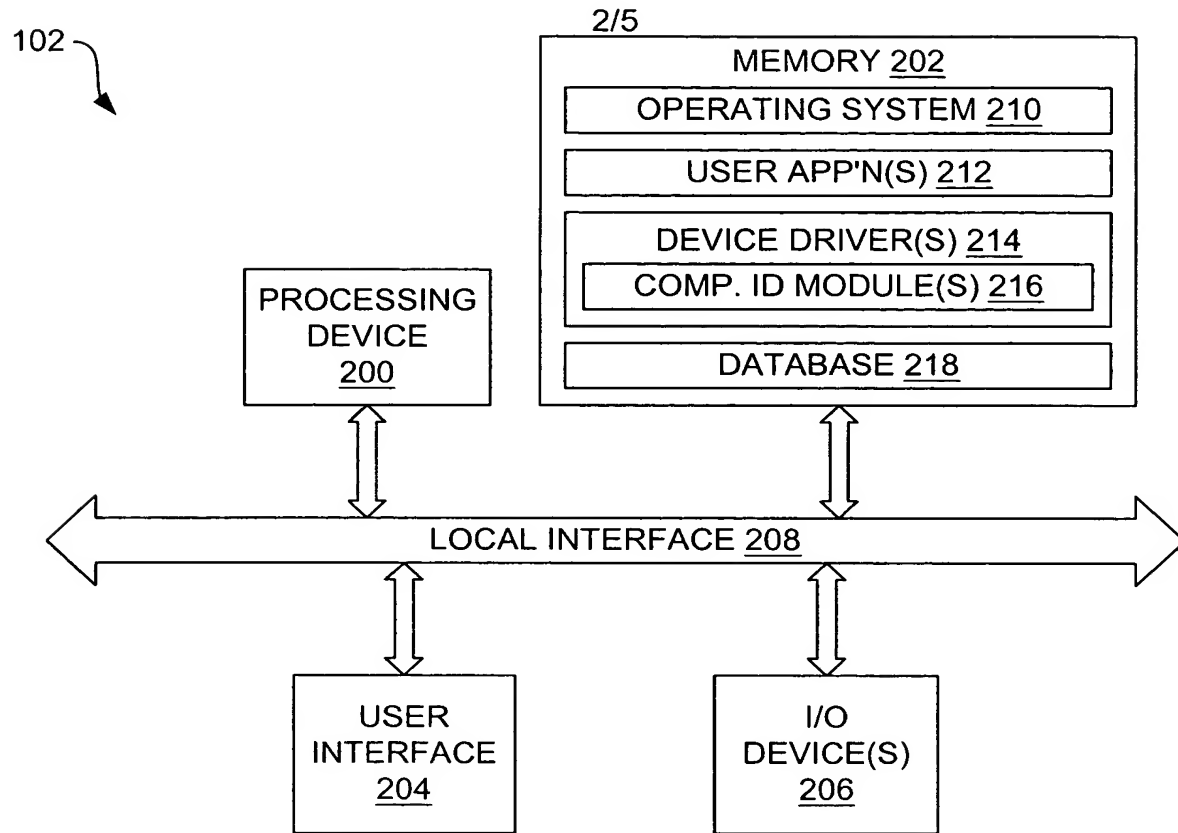 2/5
102
MEMORY 202
OPERATING SYSTEM 210
USER APP'N(S) 212
DEVICE DRIVER(S) 214
COMP. ID MODULE(S) 216
DATABASE 218
PROCESSING
DEVICE
200
LOCAL INTERFACE 208
USER
INTERFACE
204
I/O
DEVICE(S)
206